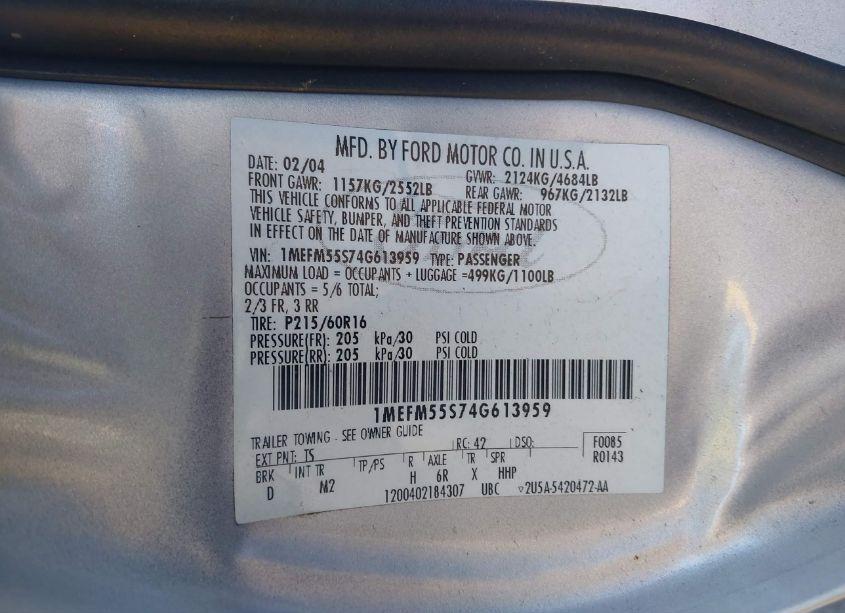 MFD. BY FORD MOTOR CO. IN U.S.A.
DATE: 02/04 GVWR: 2124KG/4684LB
FRONT GAWR: 1157KG/2552LB REAR GAWR: 967KG/2132LB
THIS VEHICLE CONFORMS TO ALL APPLICABLE FEDERAL MOTOR
VEHICLE SAFETY, BUMPER, AND THEFT PREVENTION STANDARDS
IN EFFECT ON THE DATE OF MANUFACTURE SHOWN ABOVE.
VIN: 1MEFM55S74G613959 TYPE: PASSENGER
MAXIMUM LOAD = OCCUPANTS + LUGGAGE =499KG/1100LB
OCCUPANTS = 5/6 TOTAL;
2/3 FR, 3 RR
TIRE: P215/60R16
PRESSURE(FR): 205 kPa/30 PSI COLD
PRESSURE(RR): 205 kPa/30 PSI COLD
1MEFM55S74G613959
TRAILER TOWING - SEE OWNER GUIDE
EXT PNT: TS RC: 42 DSO: F0085
R0143
BRK INT TR TP/PS R AXLE TR SPR
D M2 H 6R X HHP
1200402184307 UBC ▽2U5A-5420472-AA